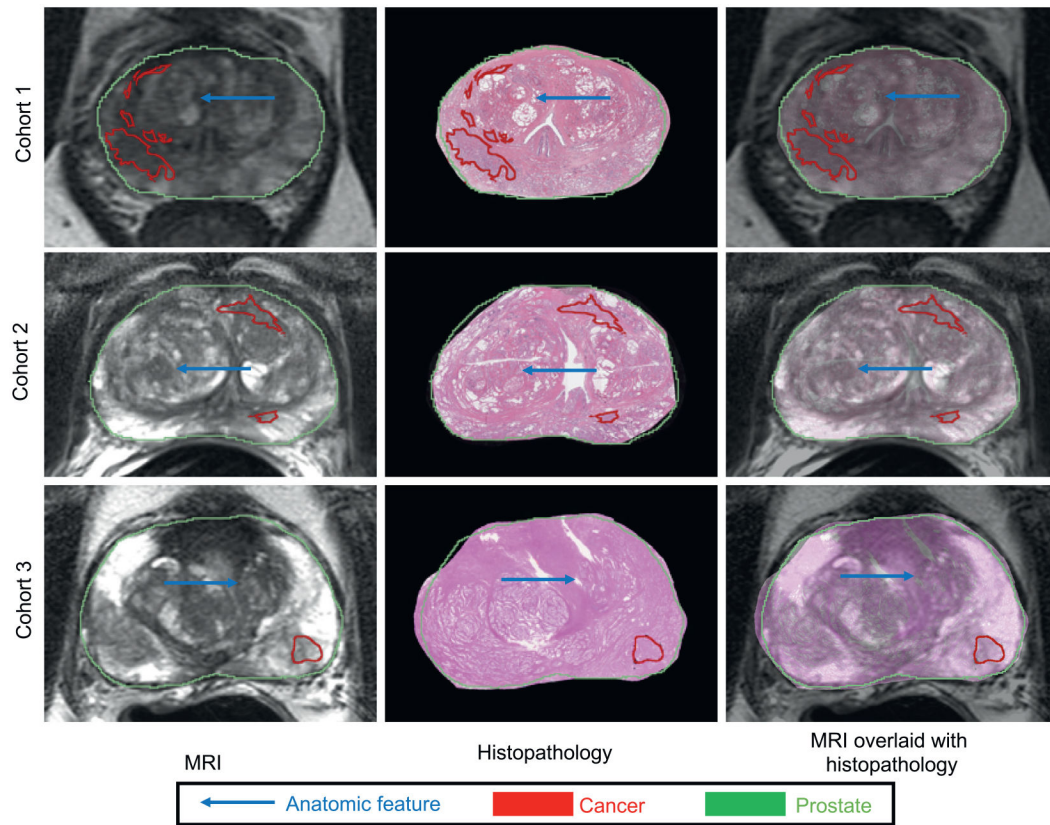 Cohort 1
Cohort 2
Cohort 3
MRI
Histopathology
MRI overlaid with
histopathology
Anatomic feature
Cancer
Prostate